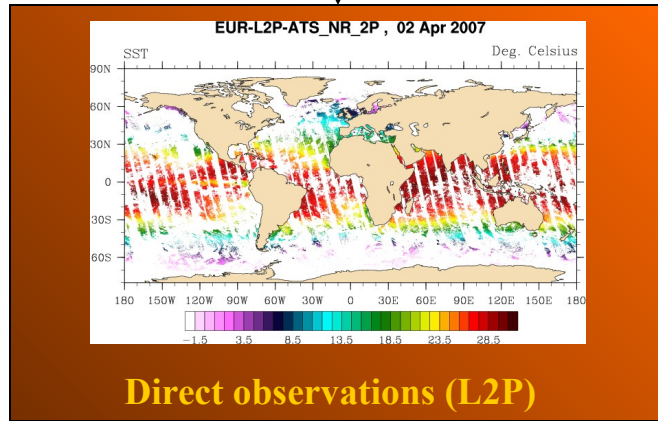 EUR-L2P-ATS_NR_2P , 02 Apr 2007
SST Deg. Celsius
90N
60N
30N
0
30S
60S
180 150W 120W 90W 60W 30W 0 30E 60E 90E 120E 150E 180
−1.5 3.5 8.5 13.5 18.5 23.5 28.5
Direct observations (L2P)